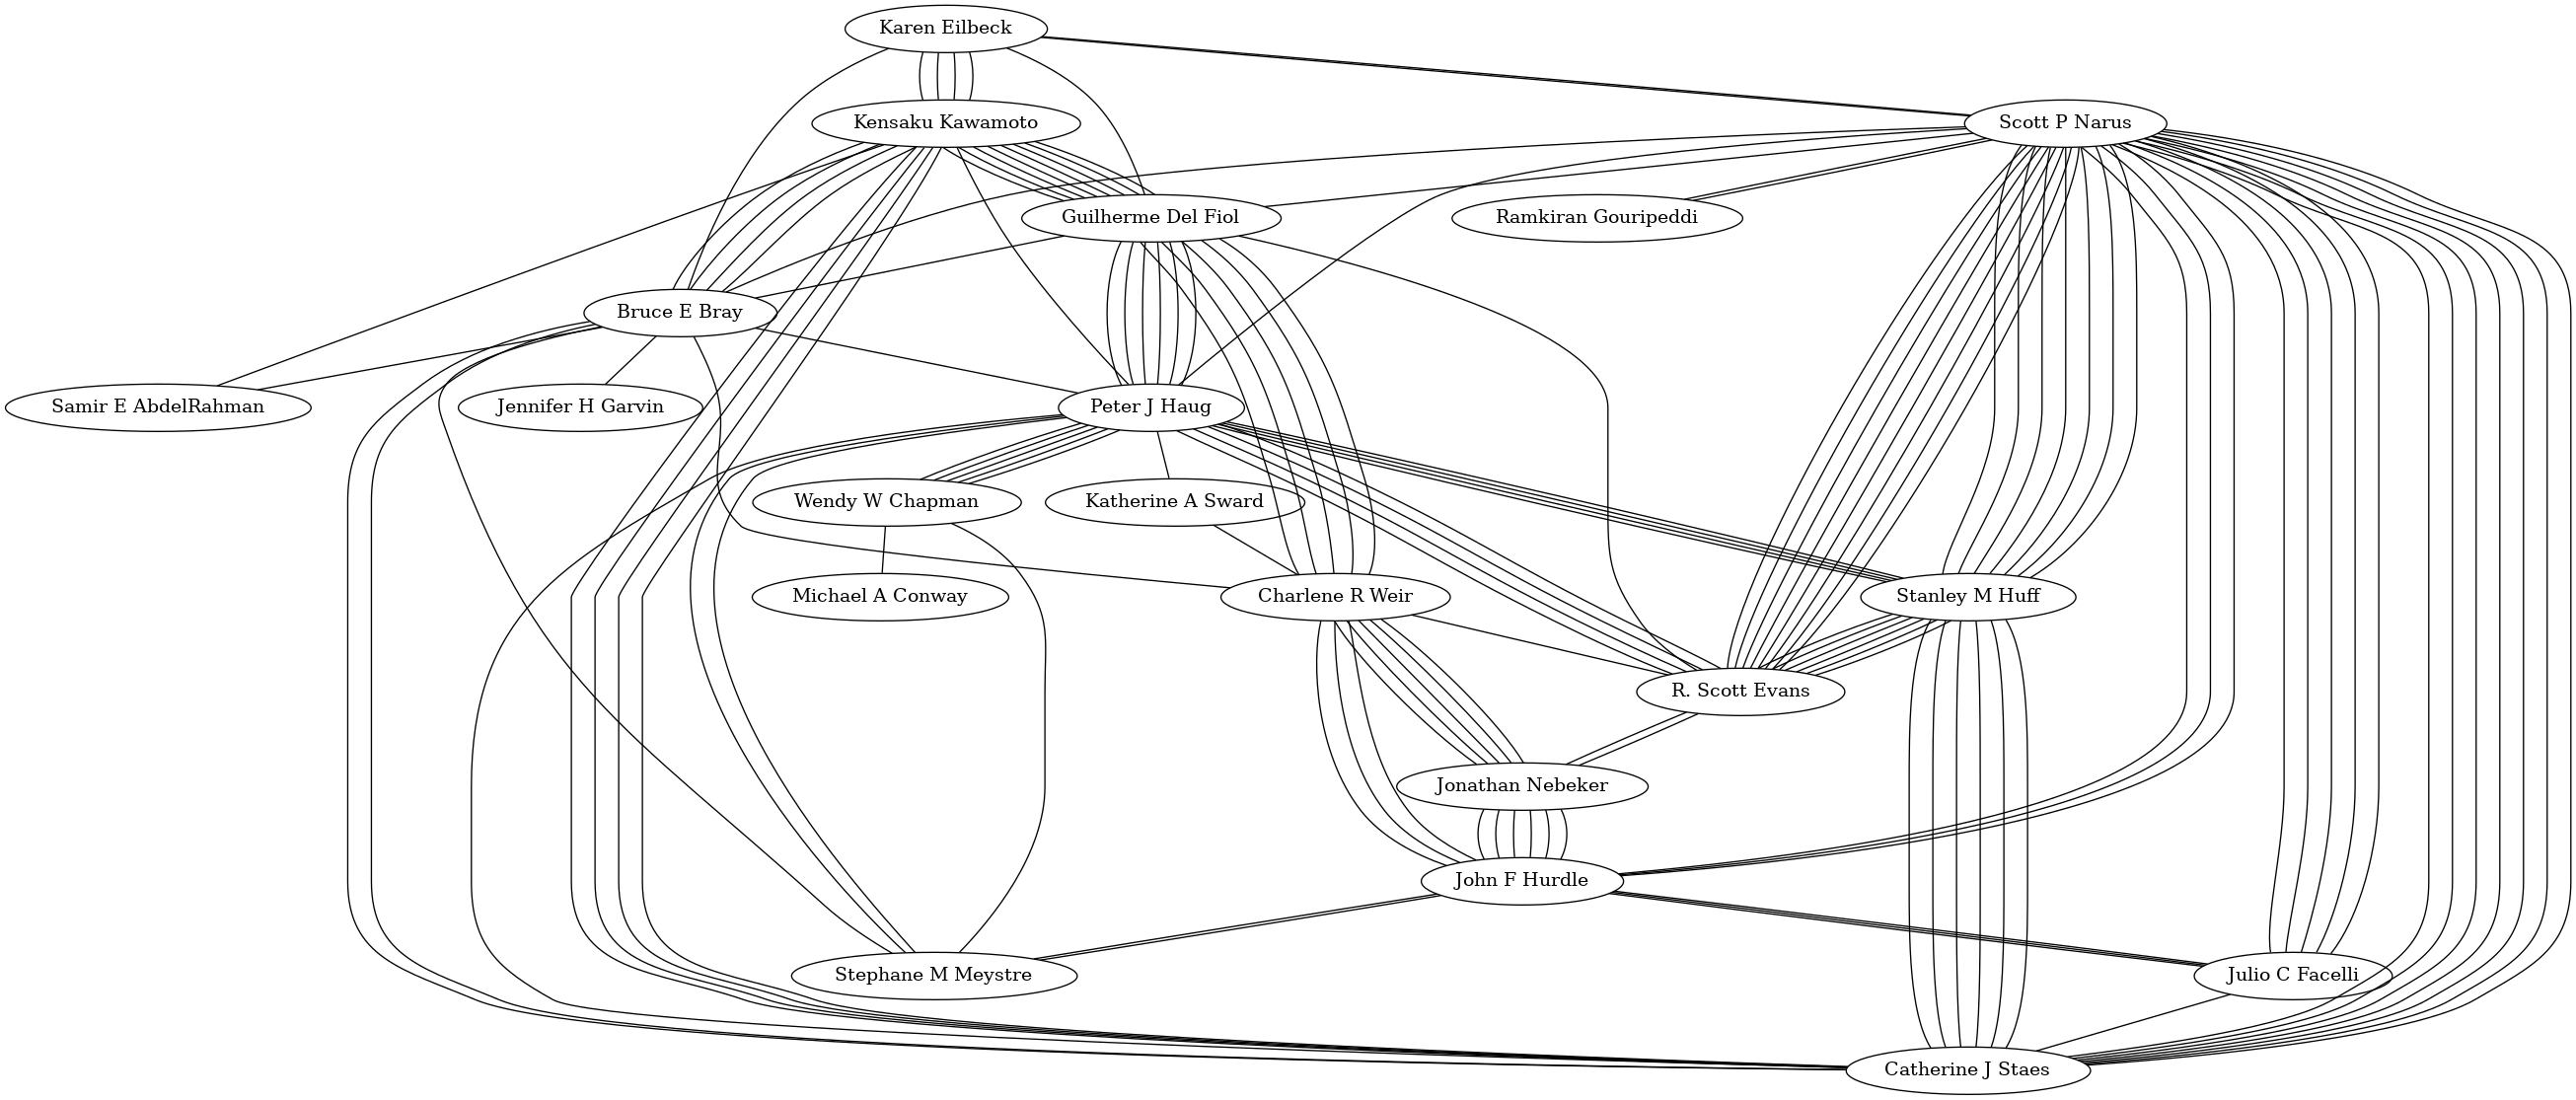 Karen Eilbeck
Kensaku Kawamoto
Scott P Narus
Guilherme Del Fiol
Ramkiran Gouripeddi
Bruce E Bray
Samir E AbdelRahman
Jennifer H Garvin
Peter J Haug
Wendy W Chapman
Katherine A Sward
Michael A Conway
Charlene R Weir
Stanley M Huff
R. Scott Evans
Jonathan Nebeker
John F Hurdle
Stephane M Meystre
Julio C Facelli
Catherine J Staes